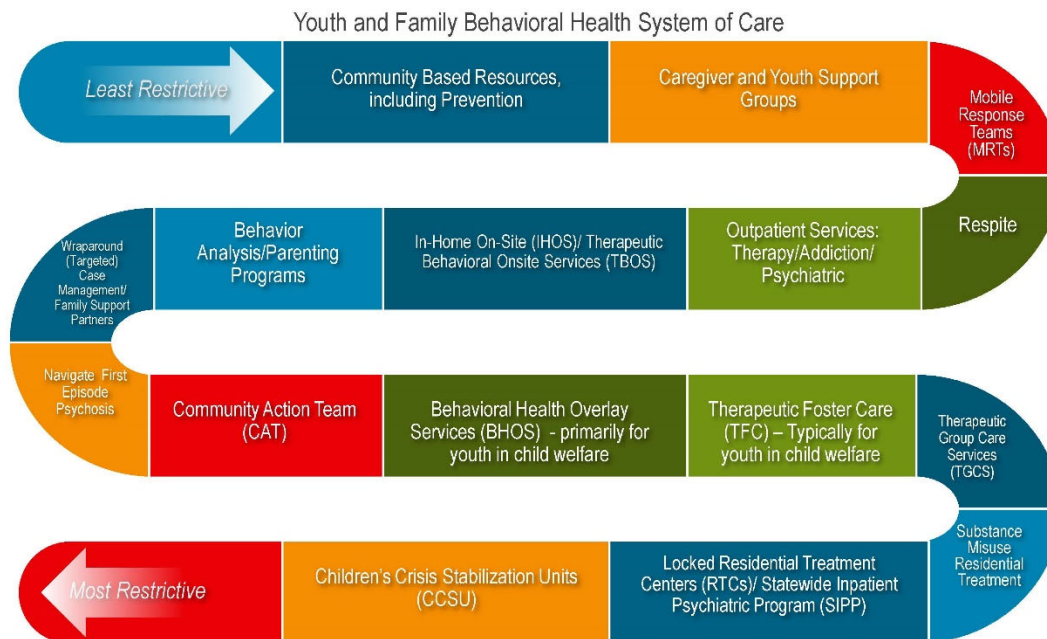 Youth and Family Behavioral Health System of Care
Least Restrictive
Community Based Resources,
including Prevention
Caregiver and Youth Support
Groups
Mobile
Response
Teams
(MRTs)
Respite
Outpatient Services:
Therapy/Addiction/
Psychiatric
In-Home On-Site (IHOS)/ Therapeutic
Behavioral Onsite Services (TBOS)
Behavior
Analysis/Parenting
Programs
Wraparound
(Targeted)
Case
Management/
Family Support
Partners
Navigate First
Episode
Psychosis
Community Action Team
(CAT)
Behavioral Health Overlay
Services (BHOS) - primarily for
youth in child welfare
Therapeutic Foster Care
(TFC) – Typically for
youth in child welfare
Therapeutic
Group Care
Services
(TGCS)
Substance
Misuse
Residential
Treatment
Locked Residential Treatment
Centers (RTCs)/ Statewide Inpatient
Psychiatric Program (SIPP)
Children's Crisis Stabilization Units
(CCSU)
Most Restrictive